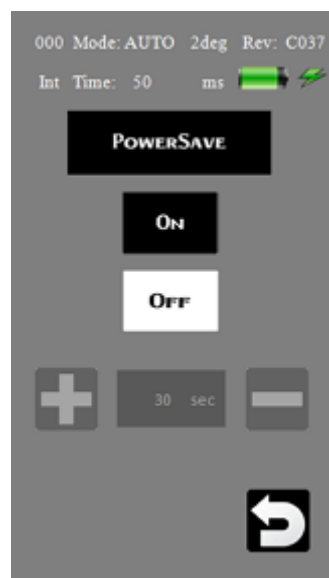 000 Mode: AUTO 2deg Rev: C037
Int Time: 50 ms
PowerSave
On
Off
30 sec